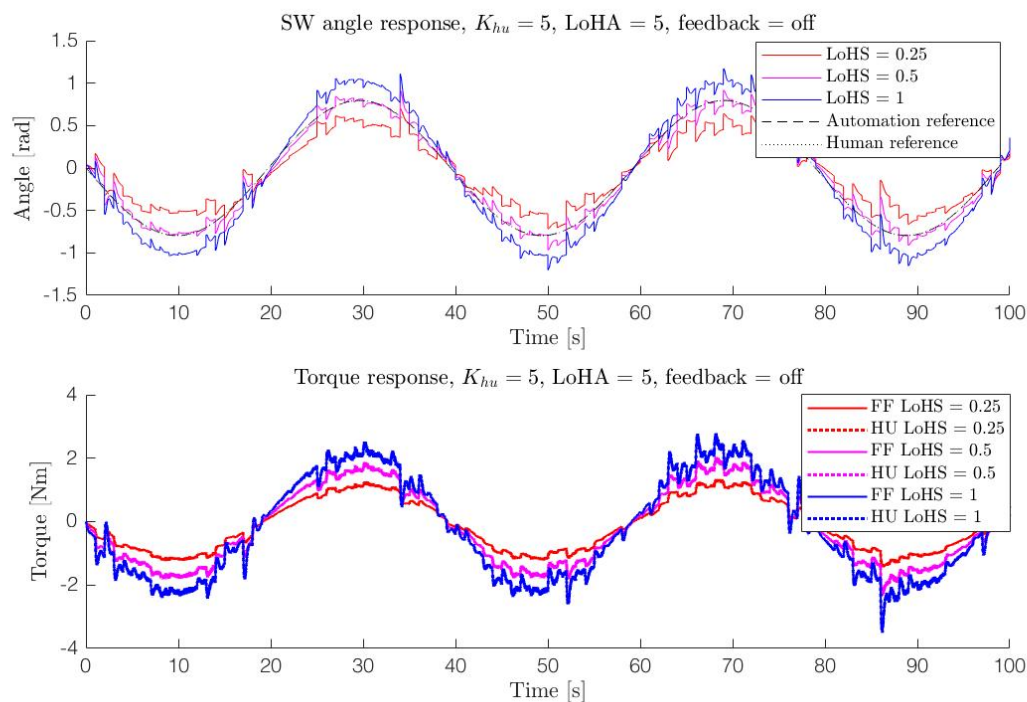 SW angle response, K_hu = 5, LoHA = 5, feedback = off
1.5
1
0.5
0
-0.5
-1
-1.5
Angle [rad]
LoHS = 0.25
LoHS = 0.5
LoHS = 1
Automation reference
Human reference
0 10 20 30 40 50 60 70 80 90 100
Time [s]
Torque response, K_hu = 5, LoHA = 5, feedback = off
4
2
0
-2
-4
Torque [Nm]
FF LoHS = 0.25
HU LoHS = 0.25
FF LoHS = 0.5
HU LoHS = 0.5
FF LoHS = 1
HU LoHS = 1
0 10 20 30 40 50 60 70 80 90 100
Time [s]